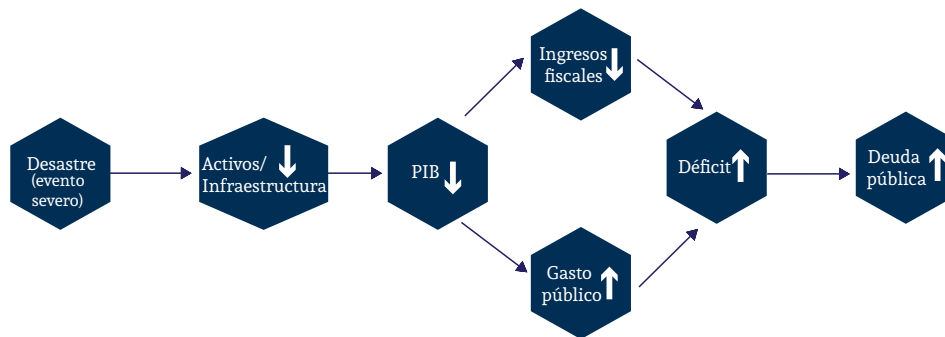 Desastre
(evento
severo)
Activos/
Infraestructura
PIB
Ingresos
fiscales
Gasto
público
Déficit
Deuda
pública